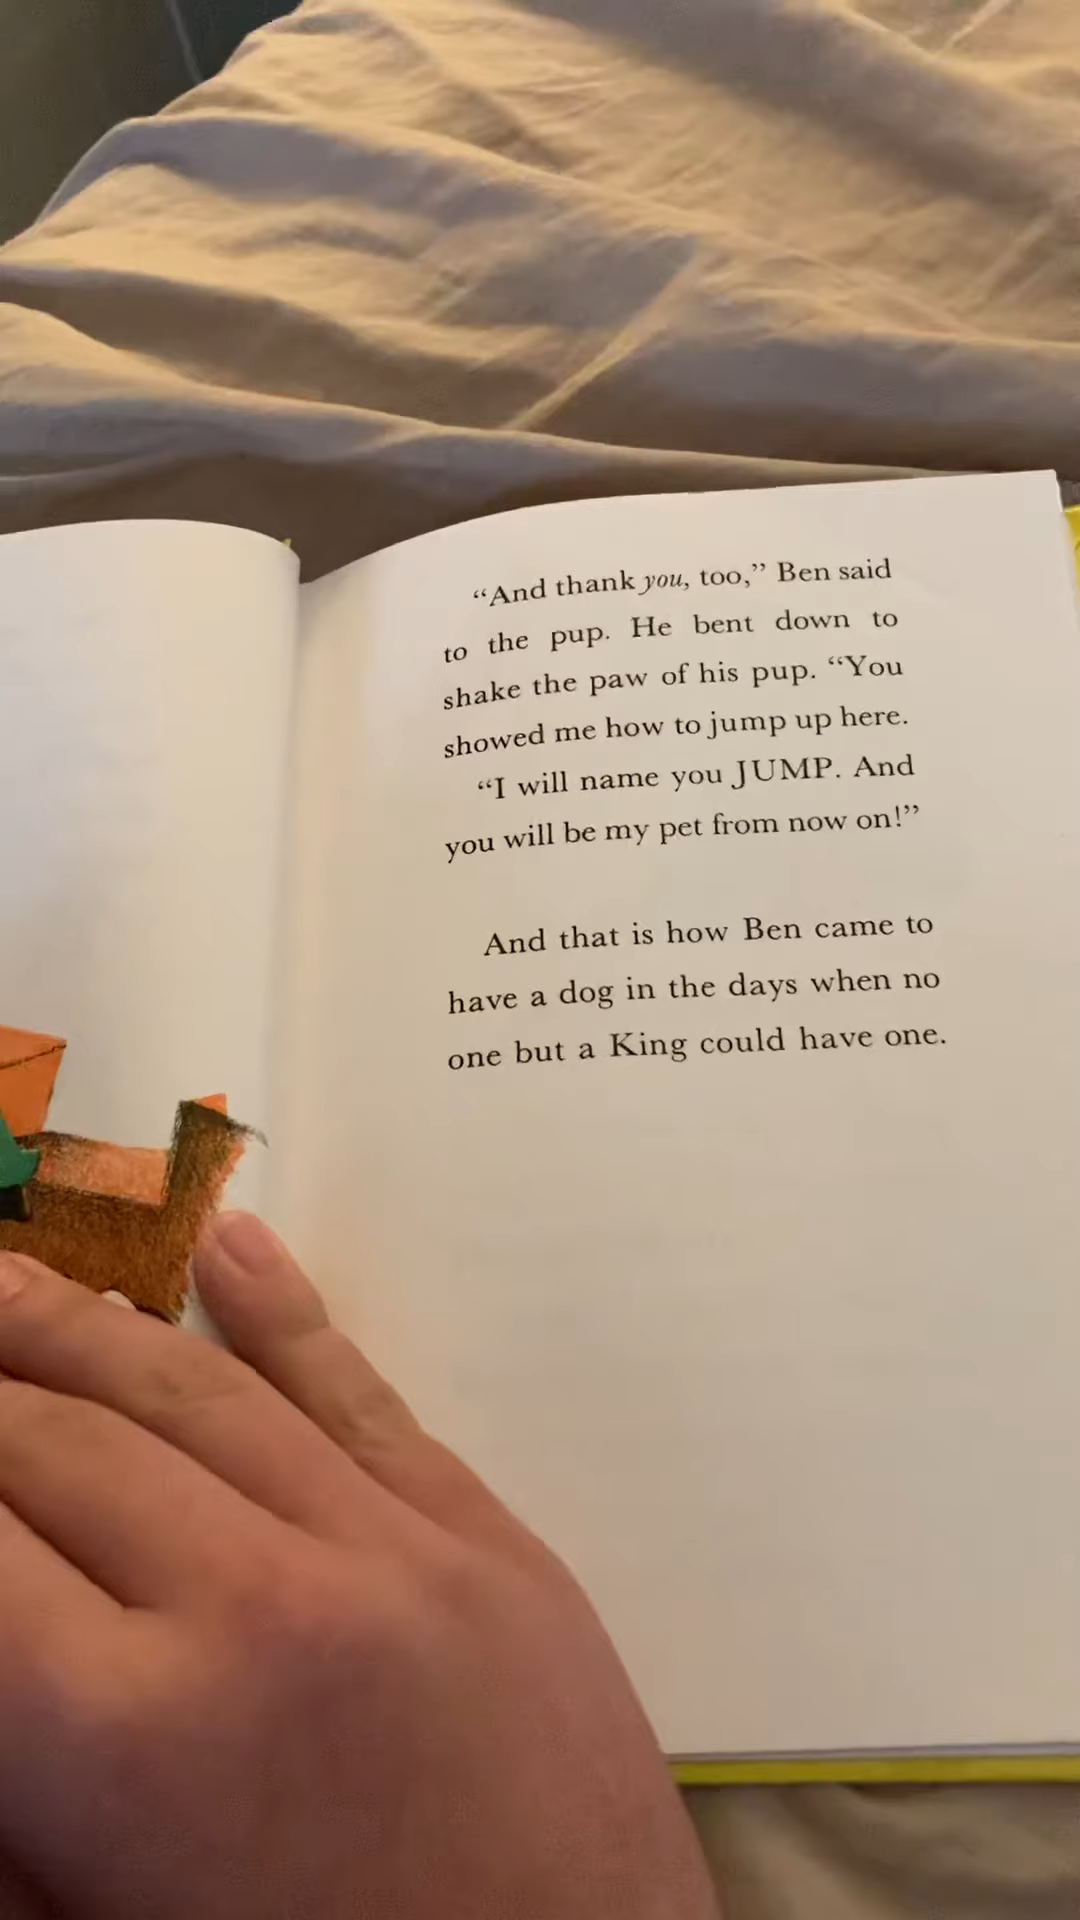 “And thank you, too,” Ben said
to the pup. He bent down to
shake the paw of his pup. “You
showed me how to jump up here.
“I will name you JUMP. And
you will be my pet from now on!”
And that is how Ben came to
have a dog in the days when no
one but a King could have one.